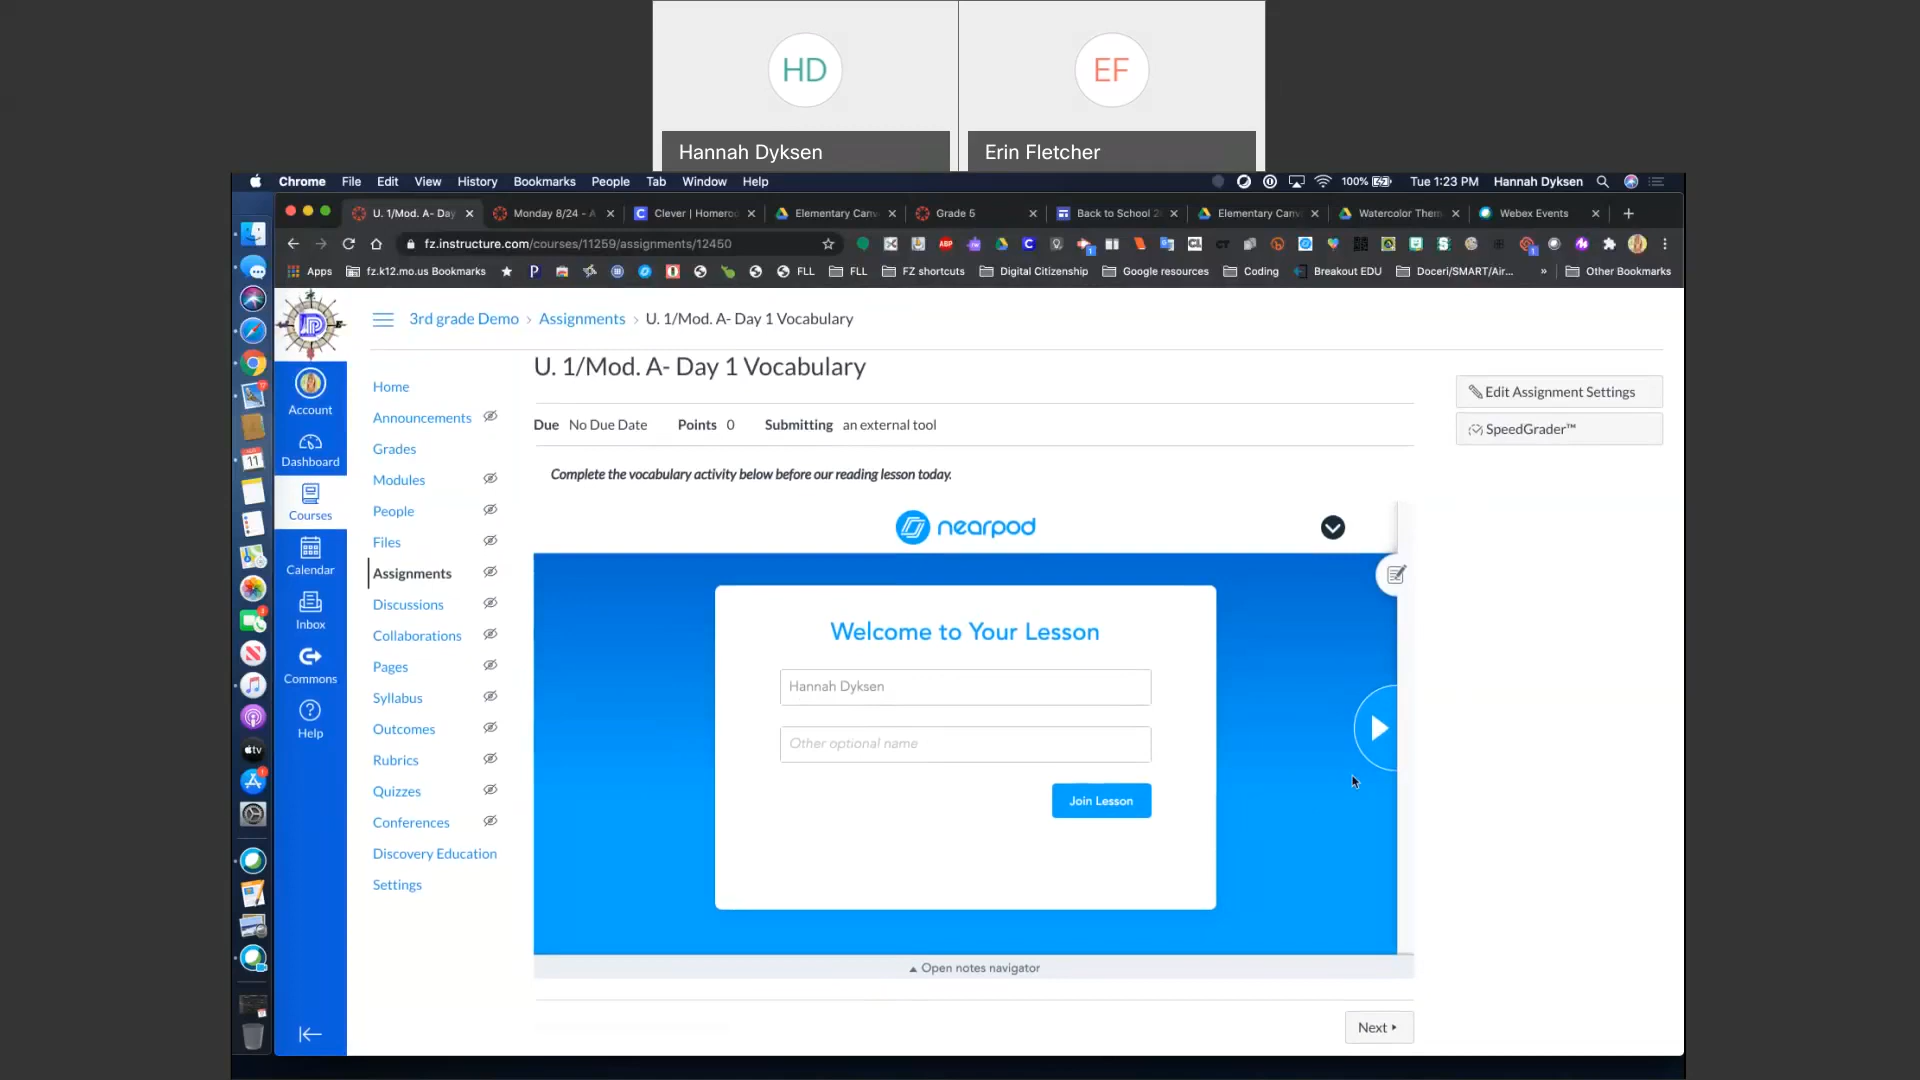 HD
EF
Hannah Dyksen
Erin Fletcher
Chrome File Edit View History Bookmarks People Tab Window Help
100% Tue 1:23 PM Hannah Dyksen
U. 1/Mod. A- Day
Monday 8/24 - A
Clever | Homeroo
Elementary Canv
Grade 5
Back to School 2
Elementary Canv
Watercolor Them
Webex Events
fz.instructure.com/courses/11259/assignments/12450
Apps fz.k12.mo.us Bookmarks FLL FLL FZ shortcuts Digital Citizenship Google resources Coding Breakout EDU Doceri/SMART/Air... » Other Bookmarks
3rd grade Demo › Assignments › U. 1/Mod. A- Day 1 Vocabulary
U. 1/Mod. A- Day 1 Vocabulary
Account
Dashboard
Courses
Calendar
Inbox
Commons
Help
Home
Announcements
Grades
Modules
People
Files
Assignments
Discussions
Collaborations
Pages
Syllabus
Outcomes
Rubrics
Quizzes
Conferences
Discovery Education
Settings
Edit Assignment Settings
SpeedGrader™
Due No Due Date Points 0 Submitting an external tool
Complete the vocabulary activity below before our reading lesson today.
nearpod
Welcome to Your Lesson
Hannah Dyksen
Other optional name
Join Lesson
Open notes navigator
Next